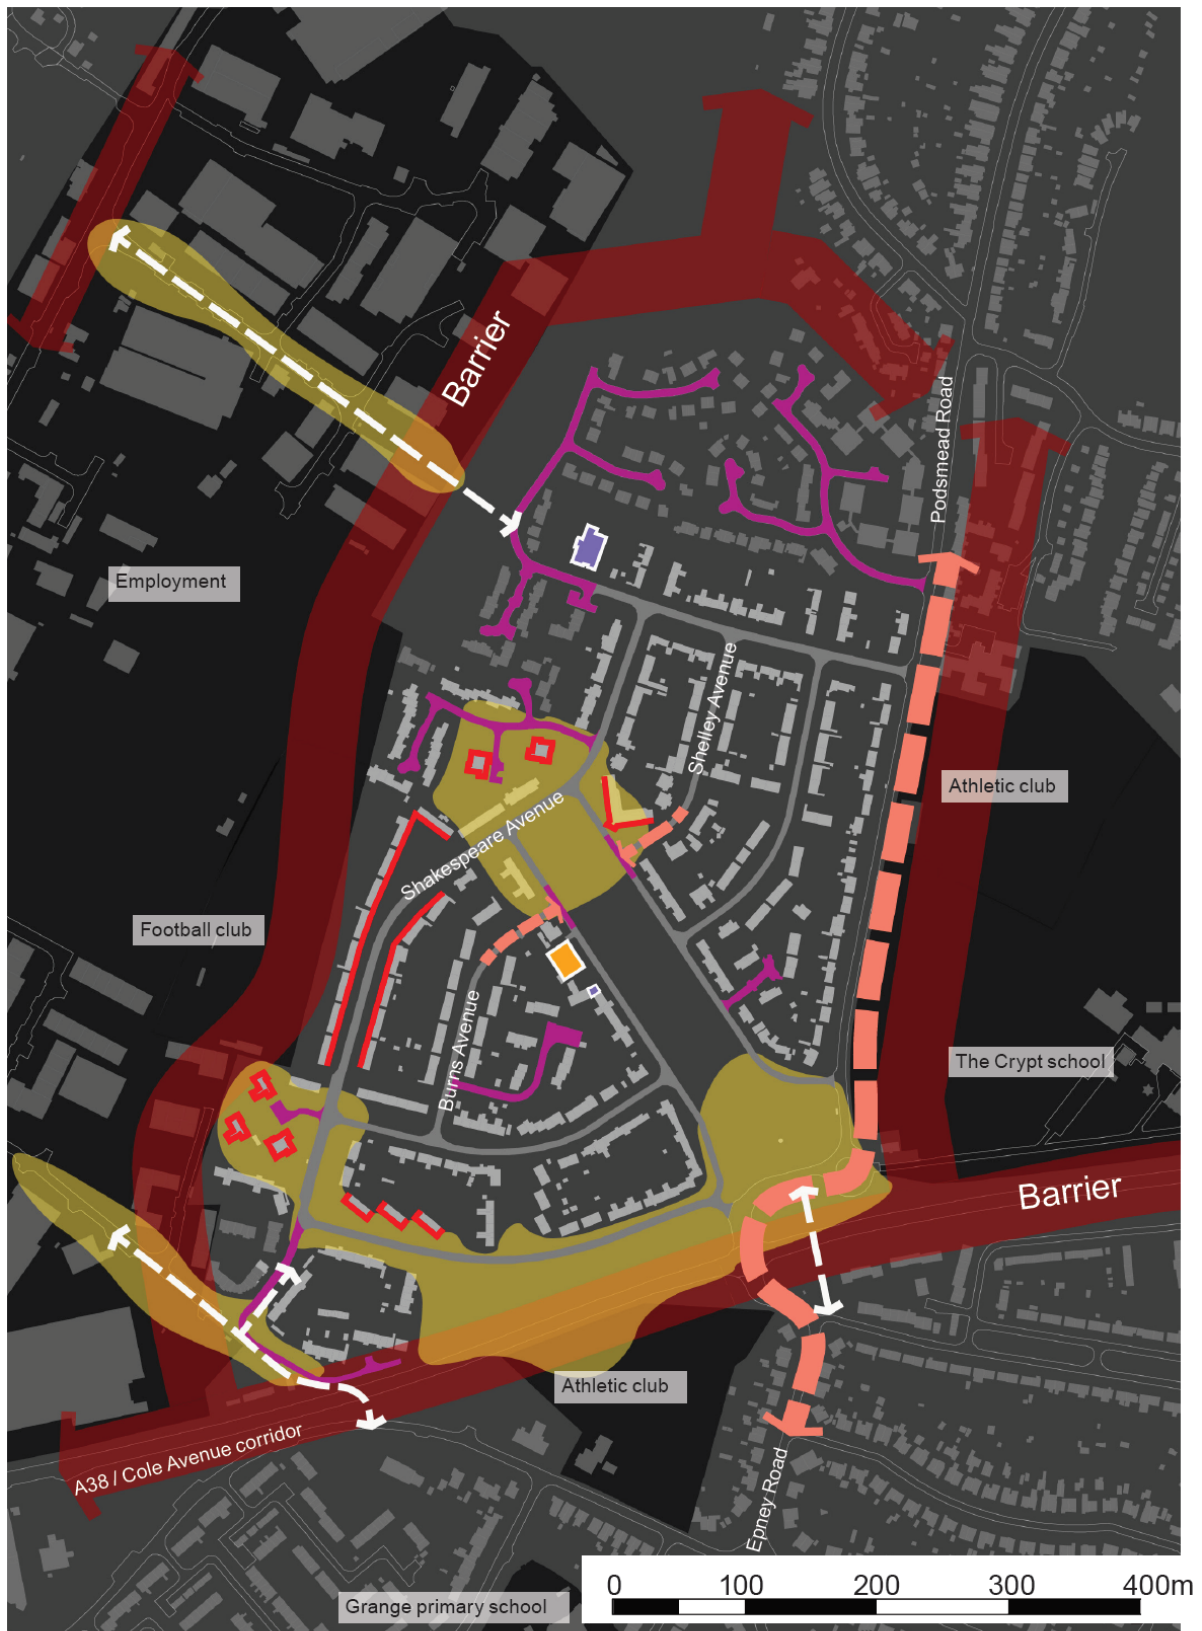 Barrier
Podsmead Road
Employment
Shelley Avenue
Athletic club
Shakespeare Avenue
Football club
Burns Avenue
The Crypt school
Barrier
Athletic club
A38 / Cole Avenue corridor
Epney Road
Grange primary school
0 100 200 300 400m